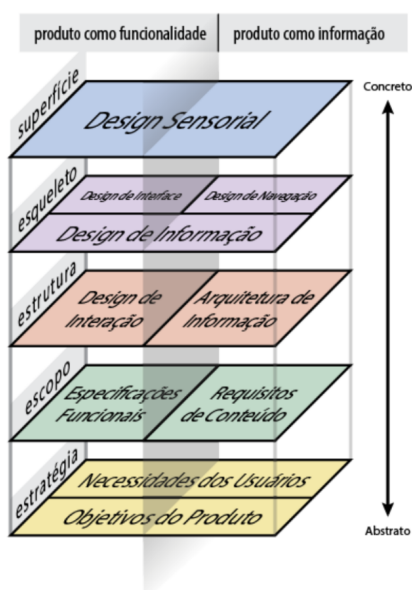 produto como funcionalidade
produto como informação
superfície
Concreto
Design Sensorial
esqueleto
Design de Interface
Design de Navegação
Design de Informação
estrutura
Design de
Interação
Arquitetura de
Informação
escopo
Especificações
Funcionais
Requisitos
de Conteúdo
estratégia
Necessidades dos Usuários
Objetivos do Produto
Abstrato